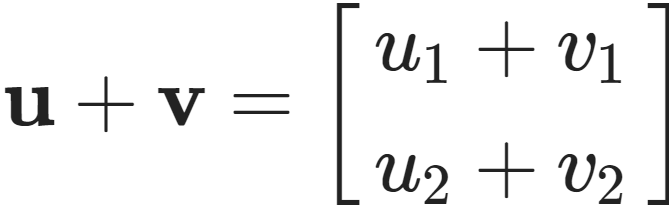 𝐮 + 𝐯 = [ u₁ + v₁
u₂ + v₂ ]